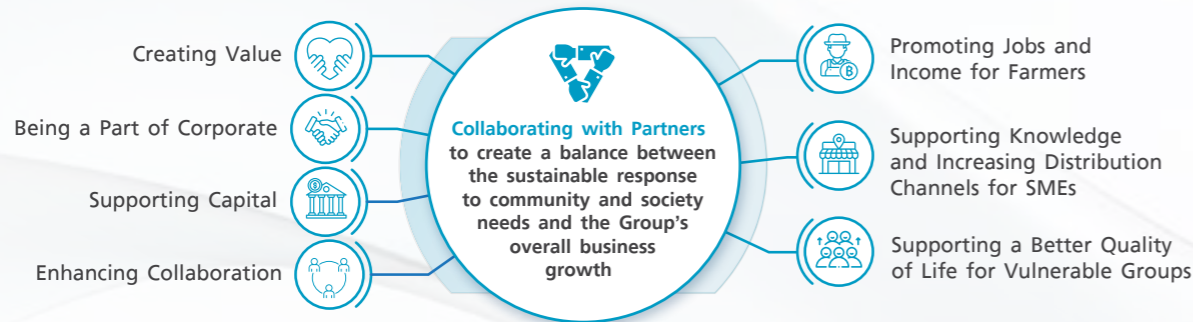 Creating Value
Being a Part of Corporate
Supporting Capital
Enhancing Collaboration
Collaborating with Partners
to create a balance between
the sustainable response
to community and society
needs and the Group's
overall business
growth
Promoting Jobs and
Income for Farmers
Supporting Knowledge
and Increasing Distribution
Channels for SMEs
Supporting a Better Quality
of Life for Vulnerable Groups